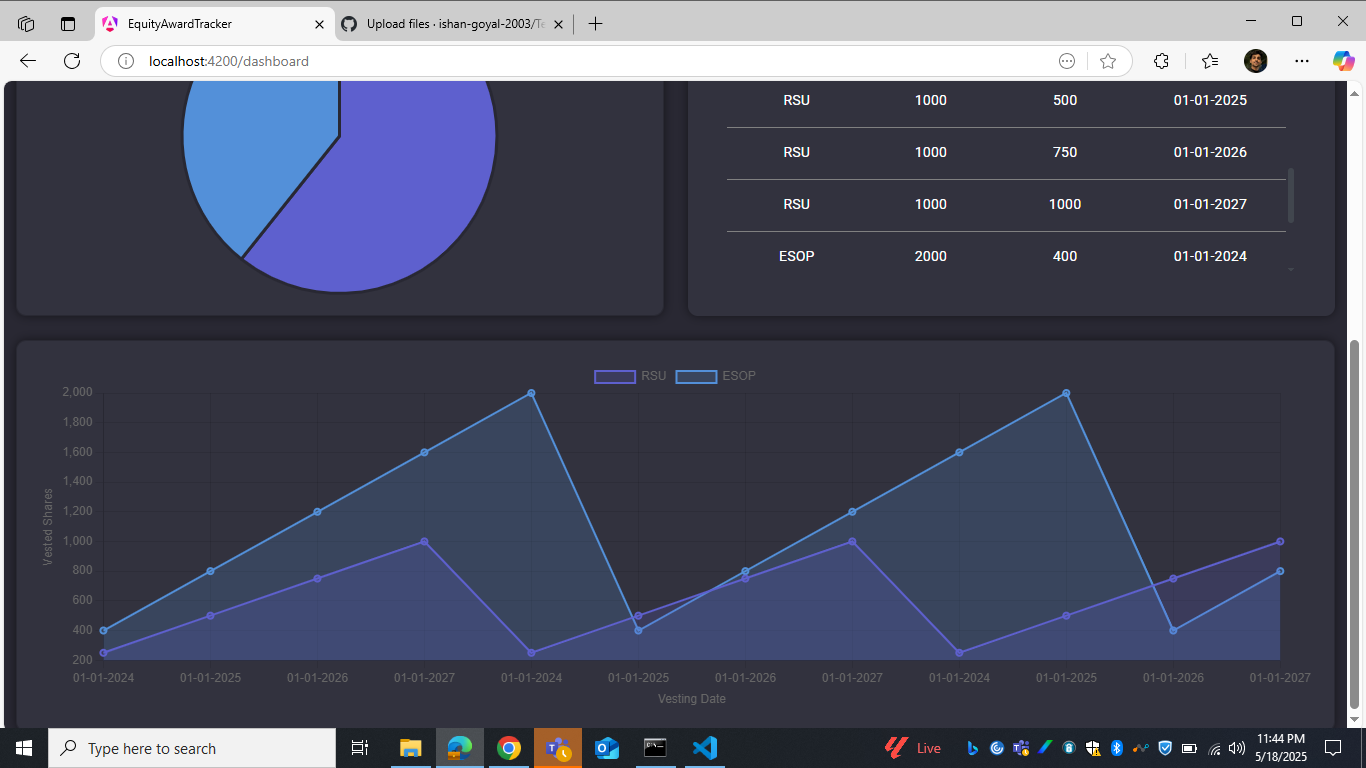 EquityAwardTracker
Upload files · ishan-goyal-2003/Te
localhost:4200/dashboard
RSU 1000 500 01-01-2025
RSU 1000 750 01-01-2026
RSU 1000 1000 01-01-2027
ESOP 2000 400 01-01-2024
RSU ESOP
2,000
1,800
1,600
1,400
1,200
1,000
800
600
400
200
Vested Shares
01-01-2024 01-01-2025 01-01-2026 01-01-2027 01-01-2024 01-01-2025 01-01-2026 01-01-2027 01-01-2024 01-01-2025 01-01-2026 01-01-2027
Vesting Date
Type here to search
Live
11:44 PM
5/18/2025